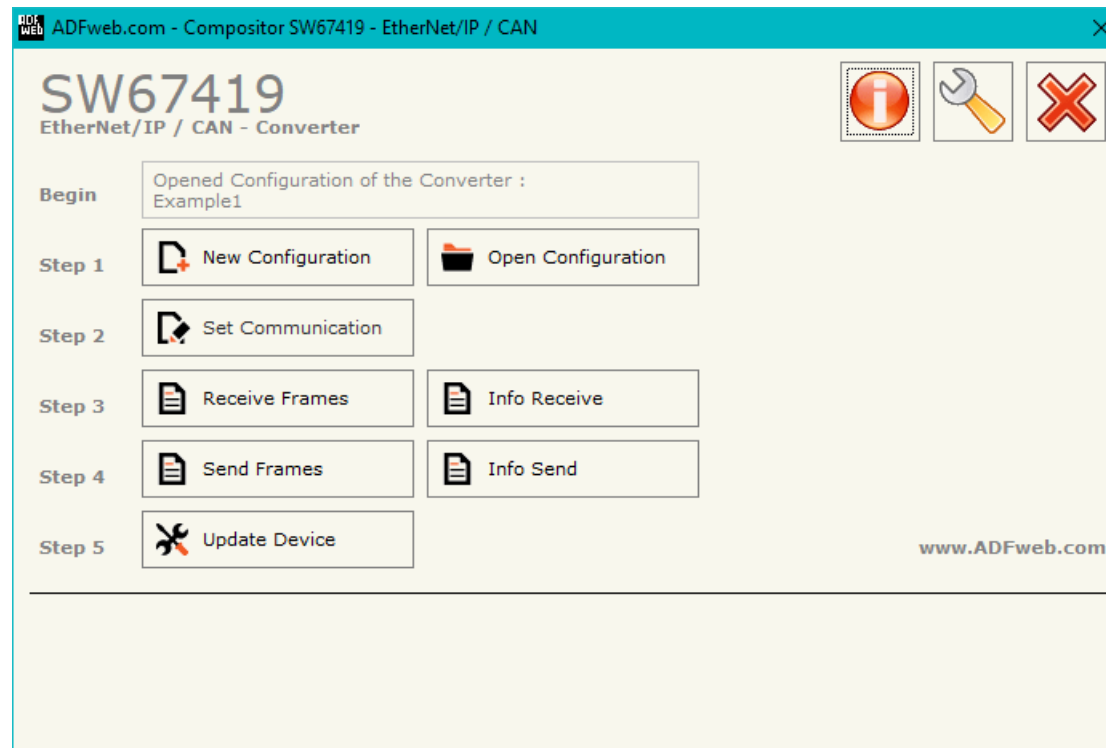 ADF
web
ADFweb.com - Compositor SW67419 - EtherNet/IP / CAN
SW67419
EtherNet/IP / CAN - Converter
Begin
Opened Configuration of the Converter :
Example1
Step 1
New Configuration
Open Configuration
Step 2
Set Communication
Step 3
Receive Frames
Info Receive
Step 4
Send Frames
Info Send
Step 5
Update Device
www.ADFweb.com